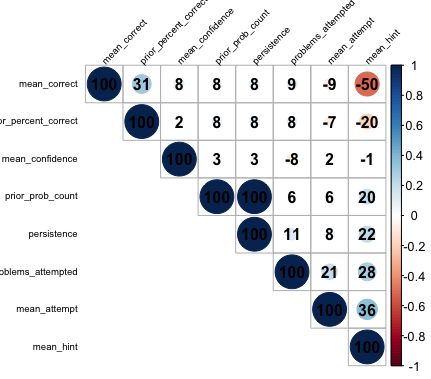 mean_correct
prior_percent_correct
mean_confidence
prior_prob_count
persistence
problems_attempted
mean_attempt
mean_hint
mean_correct 100 31 8 8 8 9 -9 -50
or_percent_correct 100 2 8 8 8 -7 -20
mean_confidence 100 3 3 -8 2 -1
prior_prob_count 100 100 6 6 20
persistence 100 11 8 22
oblems_attempted 100 21 28
mean_attempt 100 36
mean_hint 100
1
0.8
0.6
0.4
0.2
0
-0.2
-0.4
-0.6
-0.8
-1